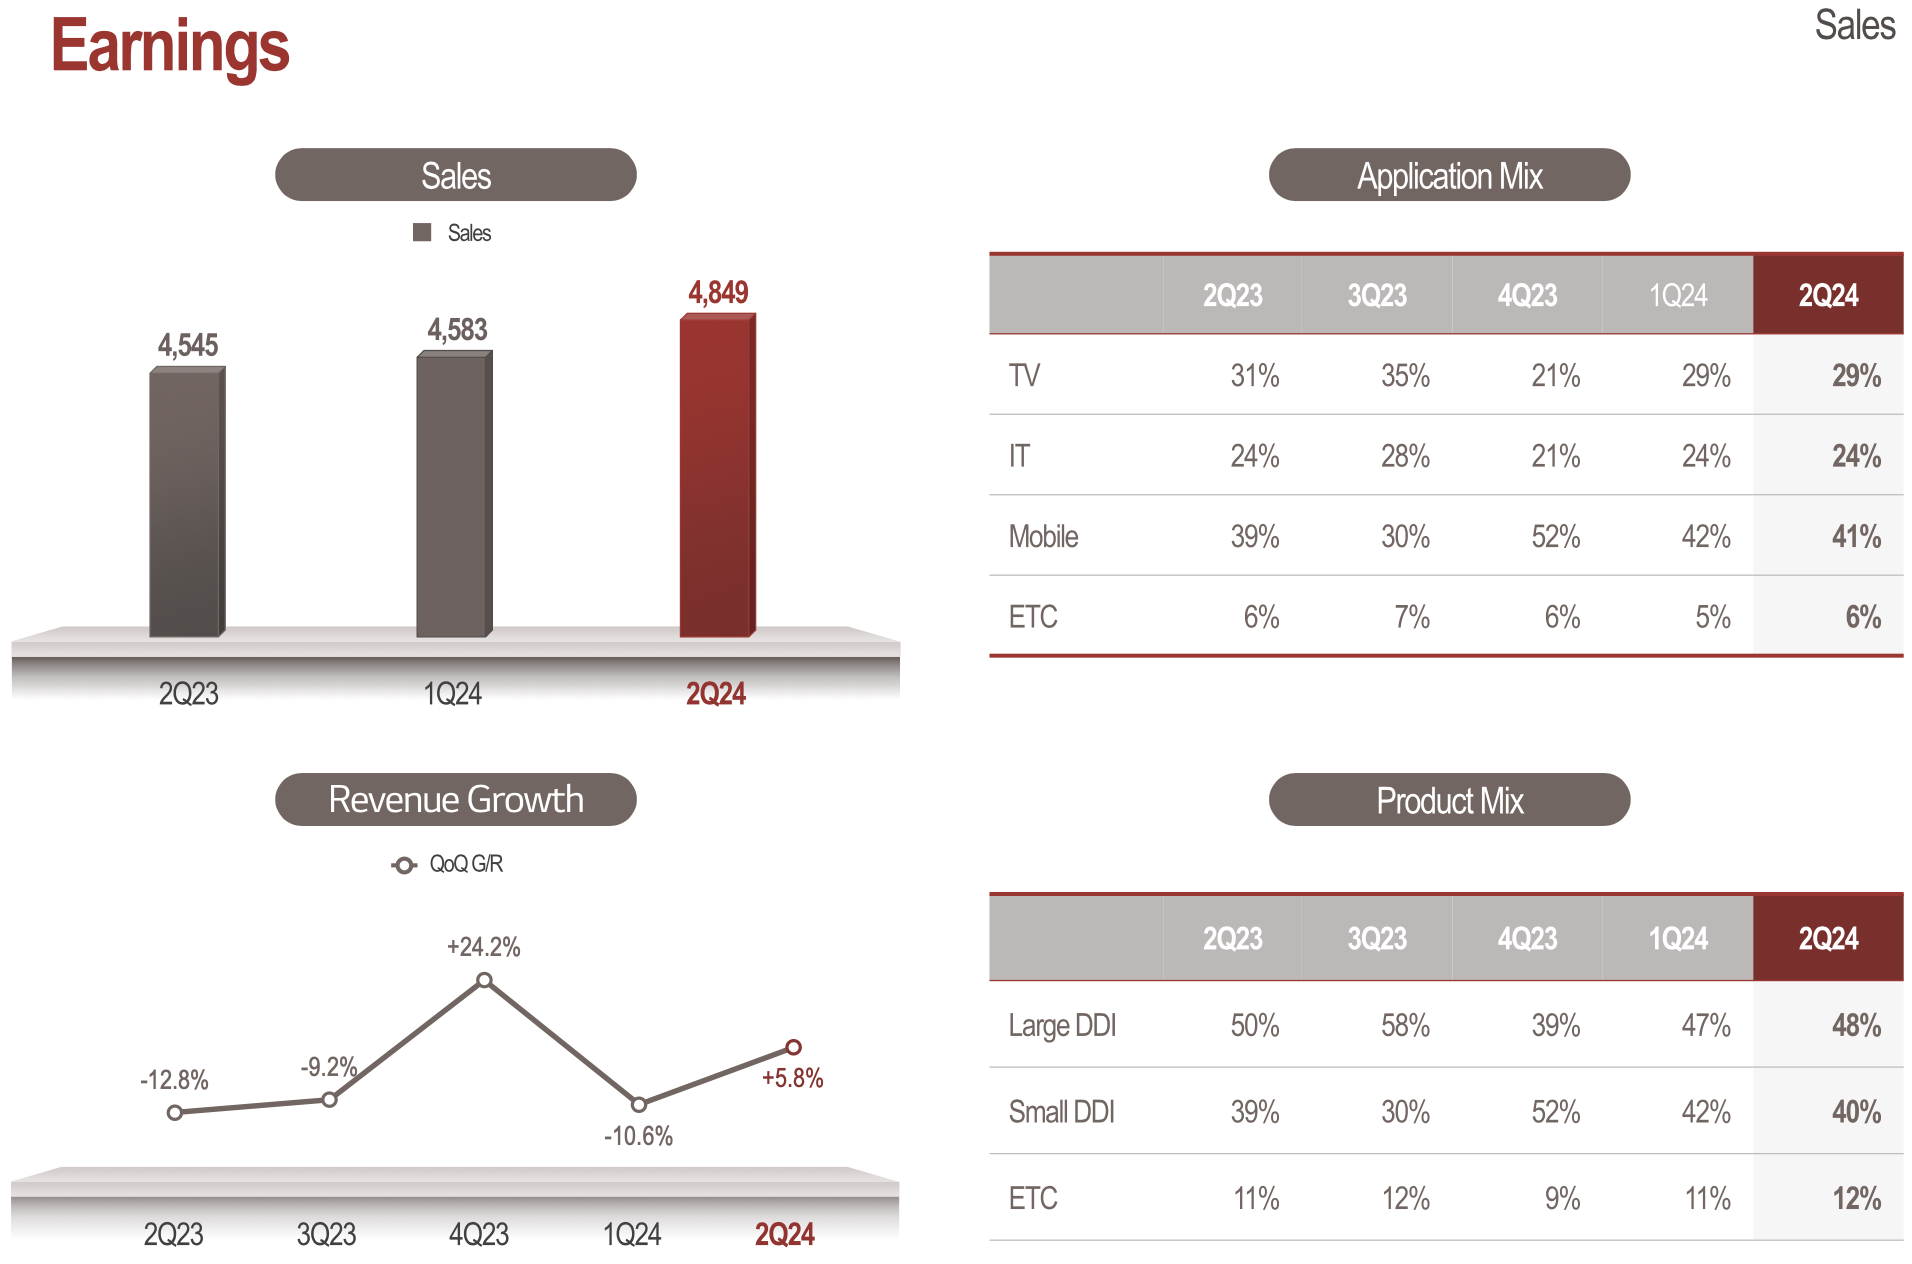 Earnings
Sales
Sales
Sales
4,545
4,583
4,849
2Q23
1Q24
2Q24
Application Mix
2Q23 3Q23 4Q23 1Q24 2Q24
TV 31% 35% 21% 29% 29%
IT 24% 28% 21% 24% 24%
Mobile 39% 30% 52% 42% 41%
ETC 6% 7% 6% 5% 6%
Revenue Growth
QoQ G/R
-12.8%
-9.2%
+24.2%
-10.6%
+5.8%
2Q23
3Q23
4Q23
1Q24
2Q24
Product Mix
2Q23 3Q23 4Q23 1Q24 2Q24
Large DDI 50% 58% 39% 47% 48%
Small DDI 39% 30% 52% 42% 40%
ETC 11% 12% 9% 11% 12%